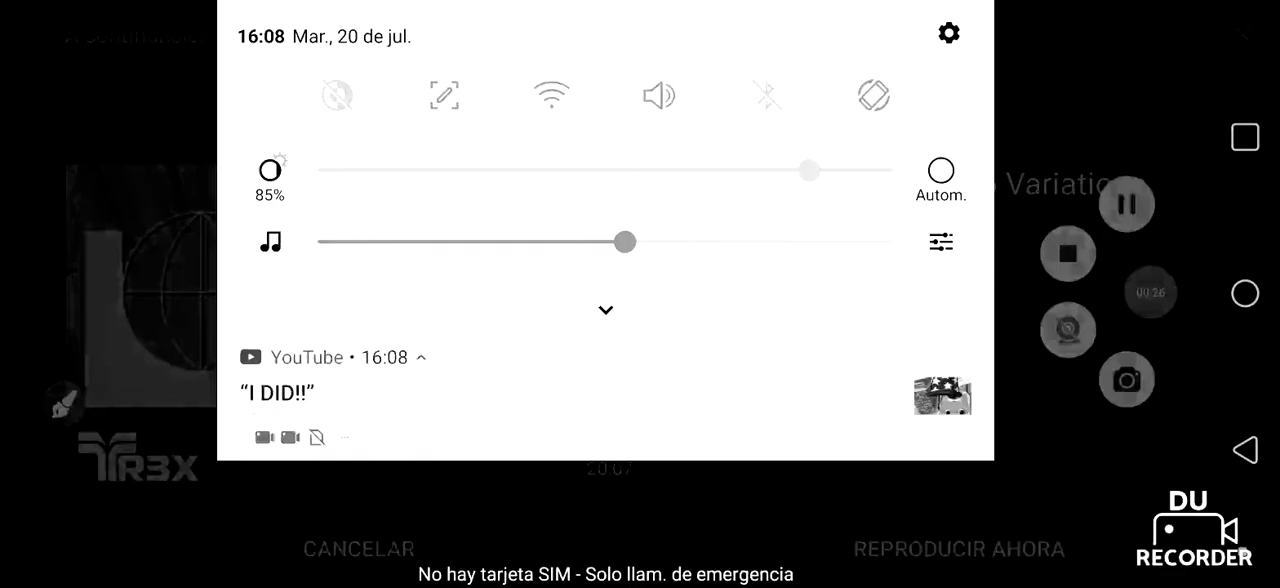 16:08 Mar., 20 de jul.
85%
Autom.
Variatio
00:26
YouTube • 16:08
“I DID!!”
TR3X
20:07
CANCELAR
REPRODUCIR AHORA
No hay tarjeta SIM - Solo llam. de emergencia
DU
RECORDER